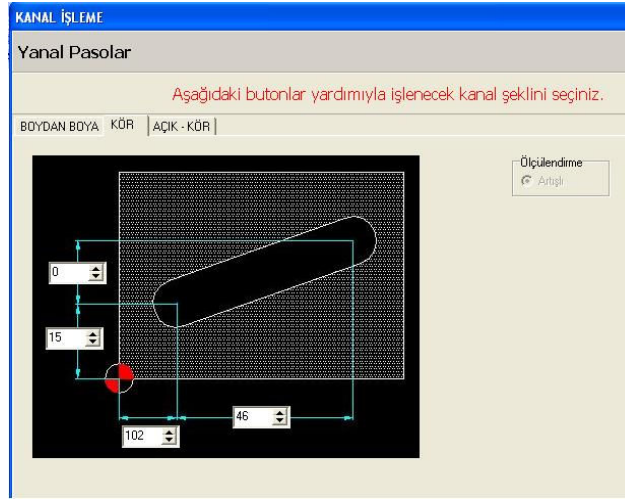 KANAL İŞLEME
Yanal Pasolar
Aşağıdaki butonlar yardımıyla işlenecek kanal şeklini seçiniz.
BOYDAN BOYA KÖR AÇIK - KÖR
Ölçülendirme
Artışlı
0
15
46
102